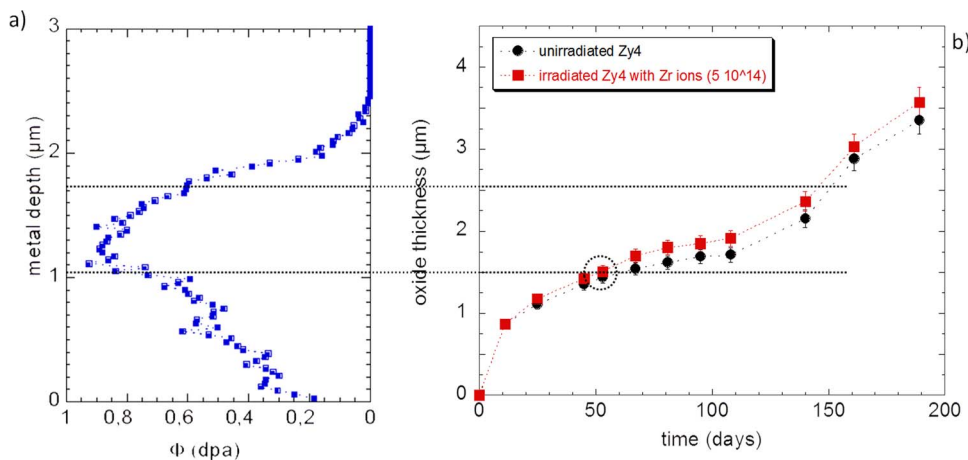 a)
3
2
1
0
metal depth (µm)
1
0,8
0,6
0,4
0,2
0
Φ (dpa)
b)
unirradiated Zy4
irradiated Zy4 with Zr ions (5 10^14)
4
3
2
1
0
oxide thickness (µm)
0
50
100
150
200
time (days)